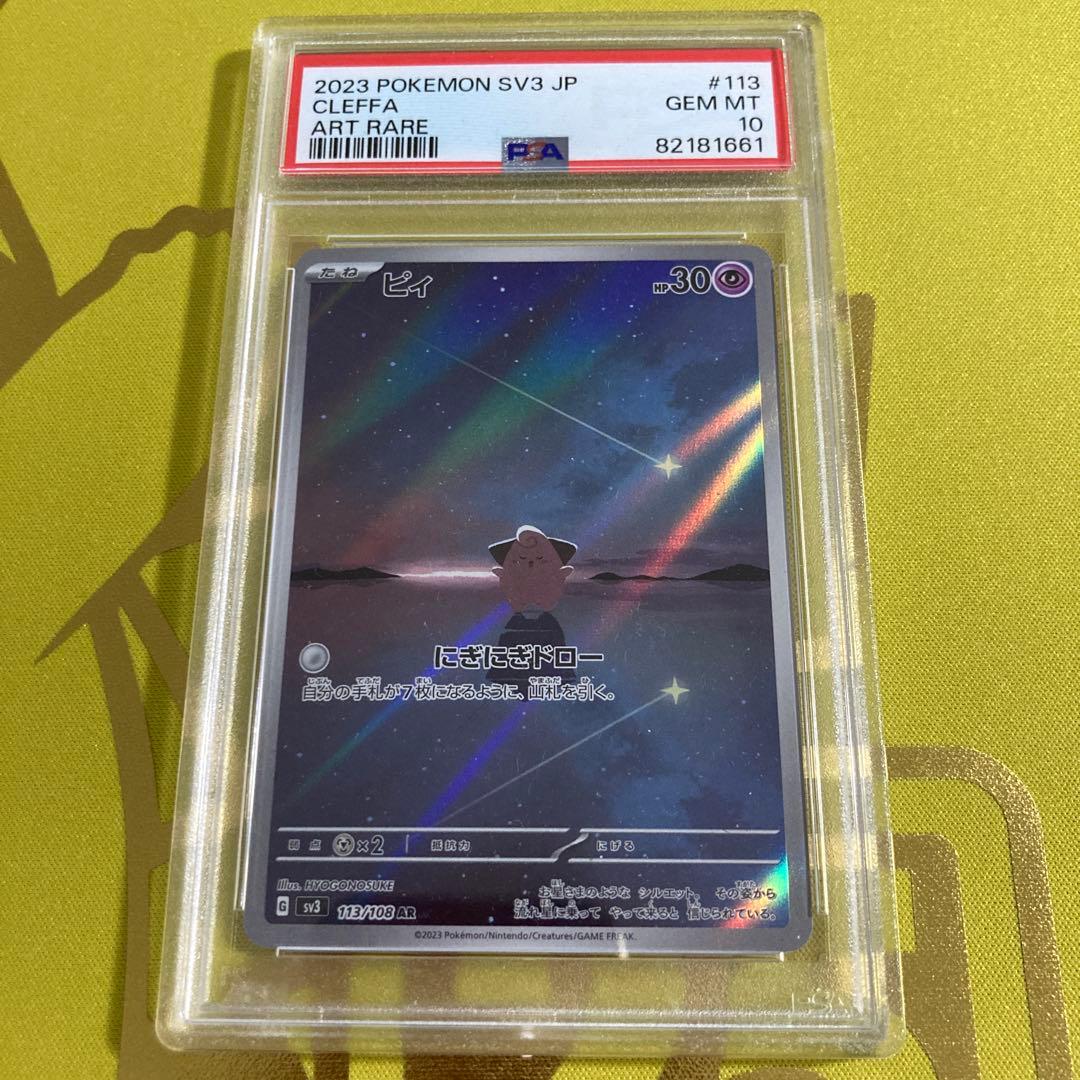 2023 POKEMON SV3 JP #113
CLEFFA GEM MT
ART RARE 10
PSA 82181661
たね ピィ HP30
にぎにぎドロー
自分の手札が7枚になるように、山札を引く。
弱点 ×2 抵抗力 にげる
Illus. HYOGONOSUKE
お星さまのような シルエット。その姿から
流れ星に乗って やって来ると 信じられている。
G SV3 113/108 AR
©2023 Pokémon/Nintendo/Creatures/GAME FREAK.